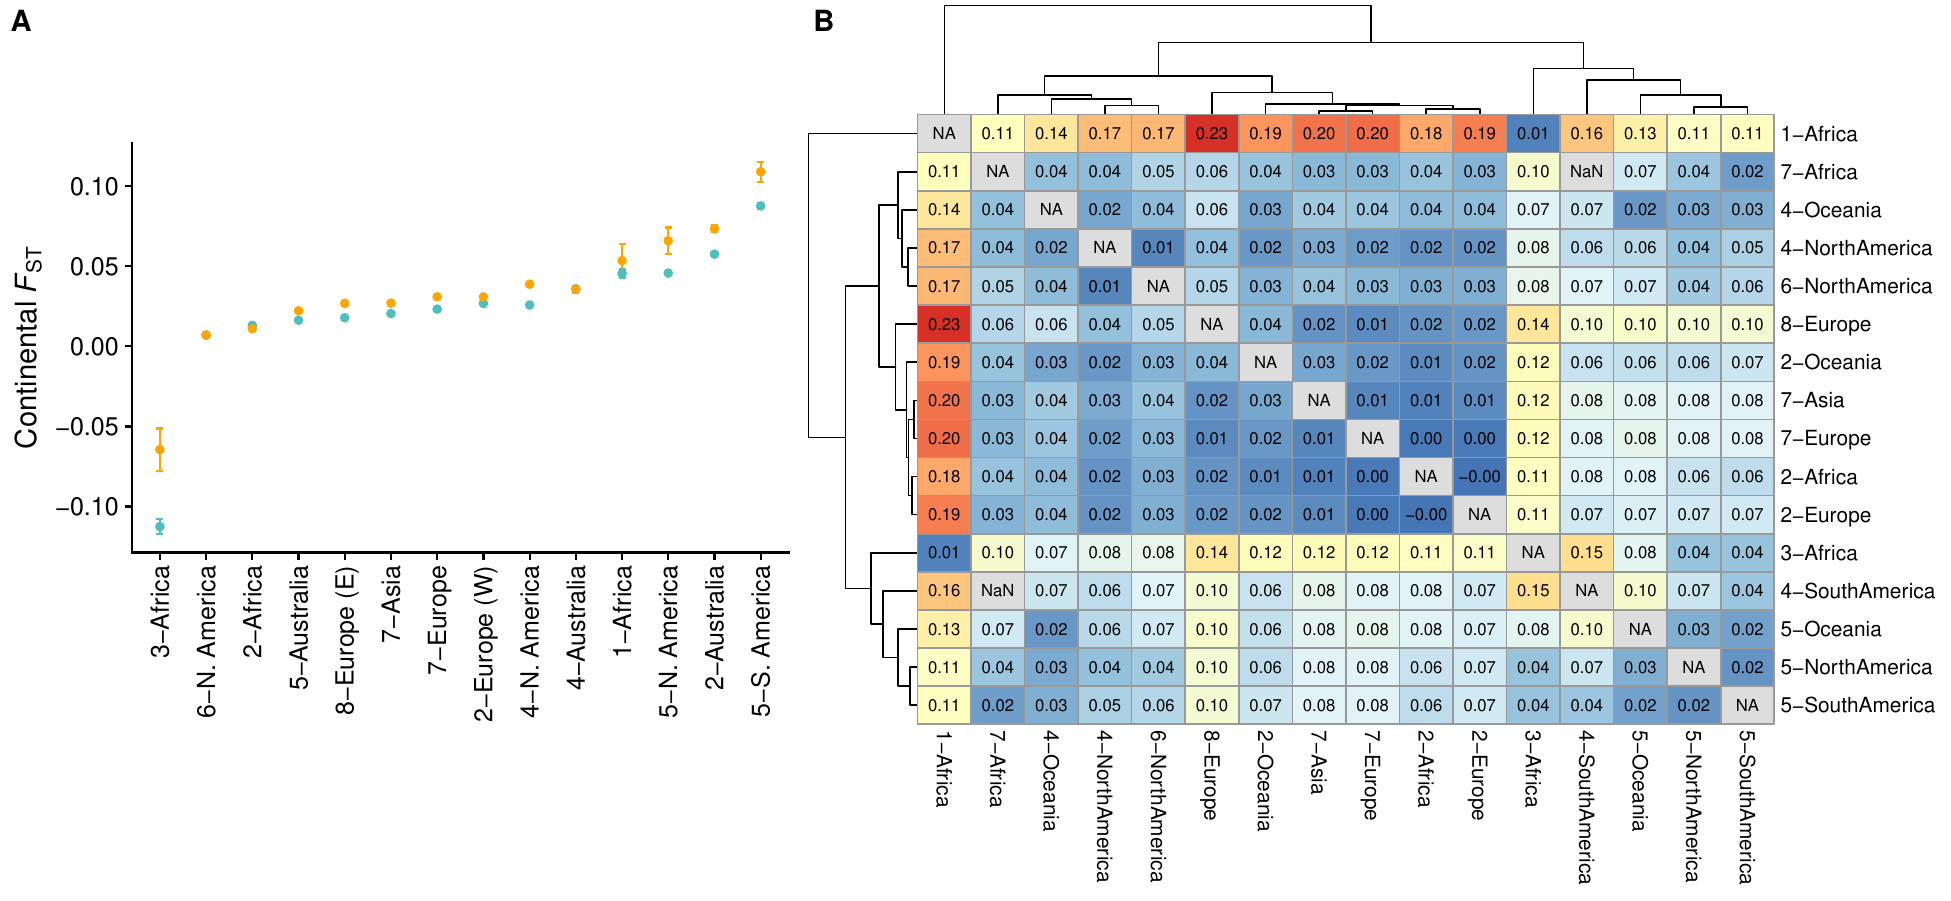 A
Continental FST
0.10
0.05
0.00
−0.05
−0.10
3−Africa
6−N. America
2−Africa
5−Australia
8−Europe (E)
7−Asia
7−Europe
2−Europe (W)
4−N. America
4−Australia
1−Africa
5−N. America
2−Australia
5−S. America
B
NA 0.11 0.14 0.17 0.17 0.23 0.19 0.20 0.20 0.18 0.19 0.01 0.16 0.13 0.11 0.11 1−Africa
0.11 NA 0.04 0.04 0.05 0.06 0.04 0.03 0.03 0.04 0.03 0.10 NaN 0.07 0.04 0.02 7−Africa
0.14 0.04 NA 0.02 0.04 0.06 0.03 0.04 0.04 0.04 0.04 0.07 0.07 0.02 0.03 0.03 4−Oceania
0.17 0.04 0.02 NA 0.01 0.04 0.02 0.03 0.02 0.02 0.02 0.08 0.06 0.06 0.04 0.05 4−NorthAmerica
0.17 0.05 0.04 0.01 NA 0.05 0.03 0.04 0.03 0.03 0.03 0.08 0.07 0.07 0.04 0.06 6−NorthAmerica
0.23 0.06 0.06 0.04 0.05 NA 0.04 0.02 0.01 0.02 0.02 0.14 0.10 0.10 0.10 0.10 8−Europe
0.19 0.04 0.03 0.02 0.03 0.04 NA 0.03 0.02 0.01 0.02 0.12 0.06 0.06 0.06 0.07 2−Oceania
0.20 0.03 0.04 0.03 0.04 0.02 0.03 NA 0.01 0.01 0.01 0.12 0.08 0.08 0.08 0.08 7−Asia
0.20 0.03 0.04 0.02 0.03 0.01 0.02 0.01 NA 0.00 0.00 0.12 0.08 0.08 0.08 0.08 7−Europe
0.18 0.04 0.04 0.02 0.03 0.02 0.01 0.01 0.00 NA −0.00 0.11 0.08 0.08 0.06 0.06 2−Africa
0.19 0.03 0.04 0.02 0.03 0.02 0.02 0.01 0.00 −0.00 NA 0.11 0.07 0.07 0.07 0.07 2−Europe
0.01 0.10 0.07 0.08 0.08 0.14 0.12 0.12 0.12 0.11 0.11 NA 0.15 0.08 0.04 0.04 3−Africa
0.16 NaN 0.07 0.06 0.07 0.10 0.06 0.08 0.08 0.08 0.07 0.15 NA 0.10 0.07 0.04 4−SouthAmerica
0.13 0.07 0.02 0.06 0.07 0.10 0.06 0.08 0.08 0.08 0.07 0.08 0.10 NA 0.03 0.02 5−Oceania
0.11 0.04 0.03 0.04 0.04 0.10 0.06 0.08 0.08 0.06 0.07 0.04 0.07 0.03 NA 0.02 5−NorthAmerica
0.11 0.02 0.03 0.05 0.06 0.10 0.07 0.08 0.08 0.06 0.07 0.04 0.04 0.02 0.02 NA 5−SouthAmerica
1−Africa
7−Africa
4−Oceania
4−NorthAmerica
6−NorthAmerica
8−Europe
2−Oceania
7−Asia
7−Europe
2−Africa
2−Europe
3−Africa
4−SouthAmerica
5−Oceania
5−NorthAmerica
5−SouthAmerica